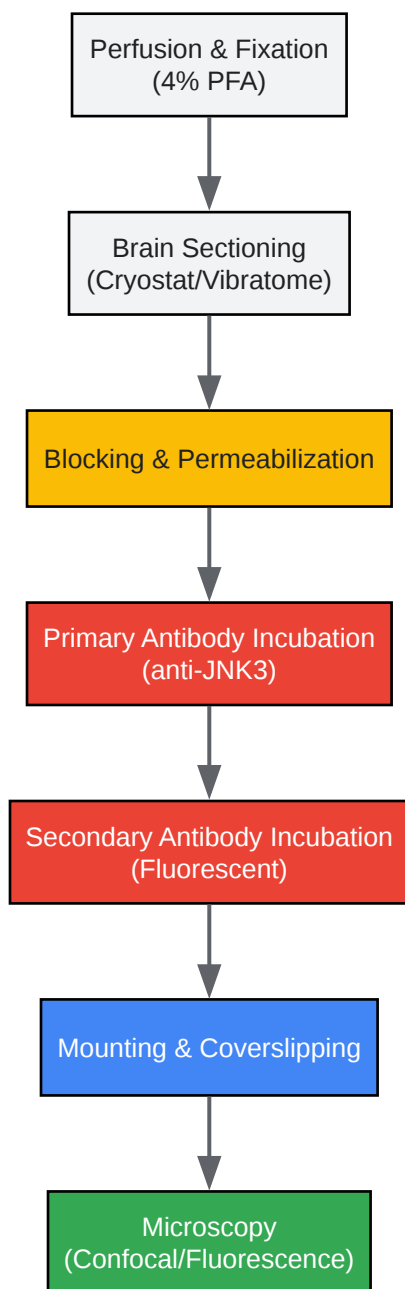 Perfusion & Fixation
(4% PFA)
Brain Sectioning
(Cryostat/Vibratome)
Blocking & Permeabilization
Primary Antibody Incubation
(anti-JNK3)
Secondary Antibody Incubation
(Fluorescent)
Mounting & Coverslipping
Microscopy
(Confocal/Fluorescence)